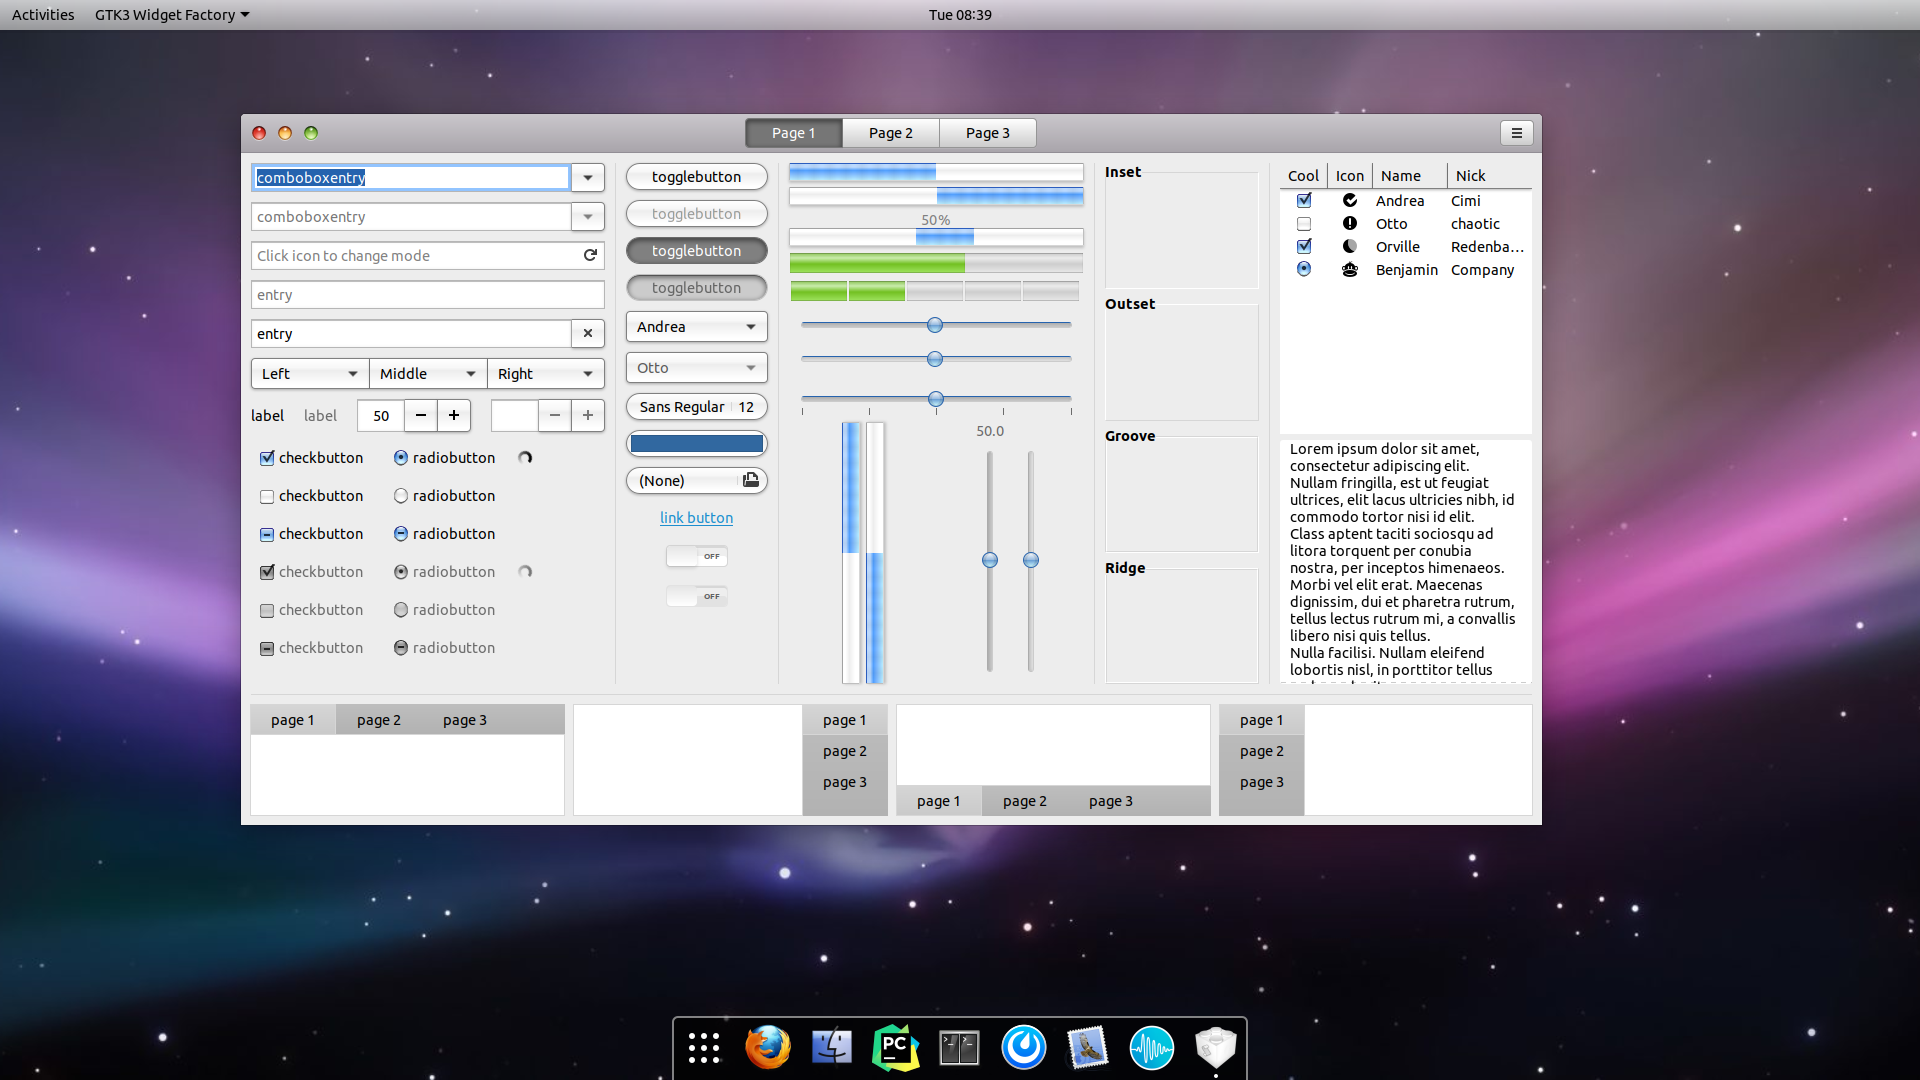 Activities GTK3 Widget Factory Tue 08:39
Page 1 Page 2 Page 3
comboboxentry
comboboxentry
Click icon to change mode
entry
entry
Left Middle Right
label label 50
checkbutton radiobutton
checkbutton radiobutton
checkbutton radiobutton
checkbutton radiobutton
checkbutton radiobutton
checkbutton radiobutton
togglebutton
togglebutton
togglebutton
togglebutton
Andrea
Otto
Sans Regular 12
(None)
link button
OFF
OFF
50%
50.0
Inset
Outset
Groove
Ridge
Cool Icon Name Nick
Andrea Cimi
Otto chaotic
Orville Redenba...
Benjamin Company
Lorem ipsum dolor sit amet,
consectetur adipiscing elit.
Nullam fringilla, est ut feugiat
ultrices, elit lacus ultricies nibh, id
commodo tortor nisi id elit.
Class aptent taciti sociosqu ad
litora torquent per conubia
nostra, per inceptos himenaeos.
Morbi vel elit erat. Maecenas
dignissim, dui et pharetra rutrum,
tellus lectus rutrum mi, a convallis
libero nisi quis tellus.
Nulla facilisi. Nullam eleifend
lobortis nisl, in porttitor tellus
page 1 page 2 page 3
page 1
page 2
page 3
page 1 page 2 page 3
page 1
page 2
page 3
PC